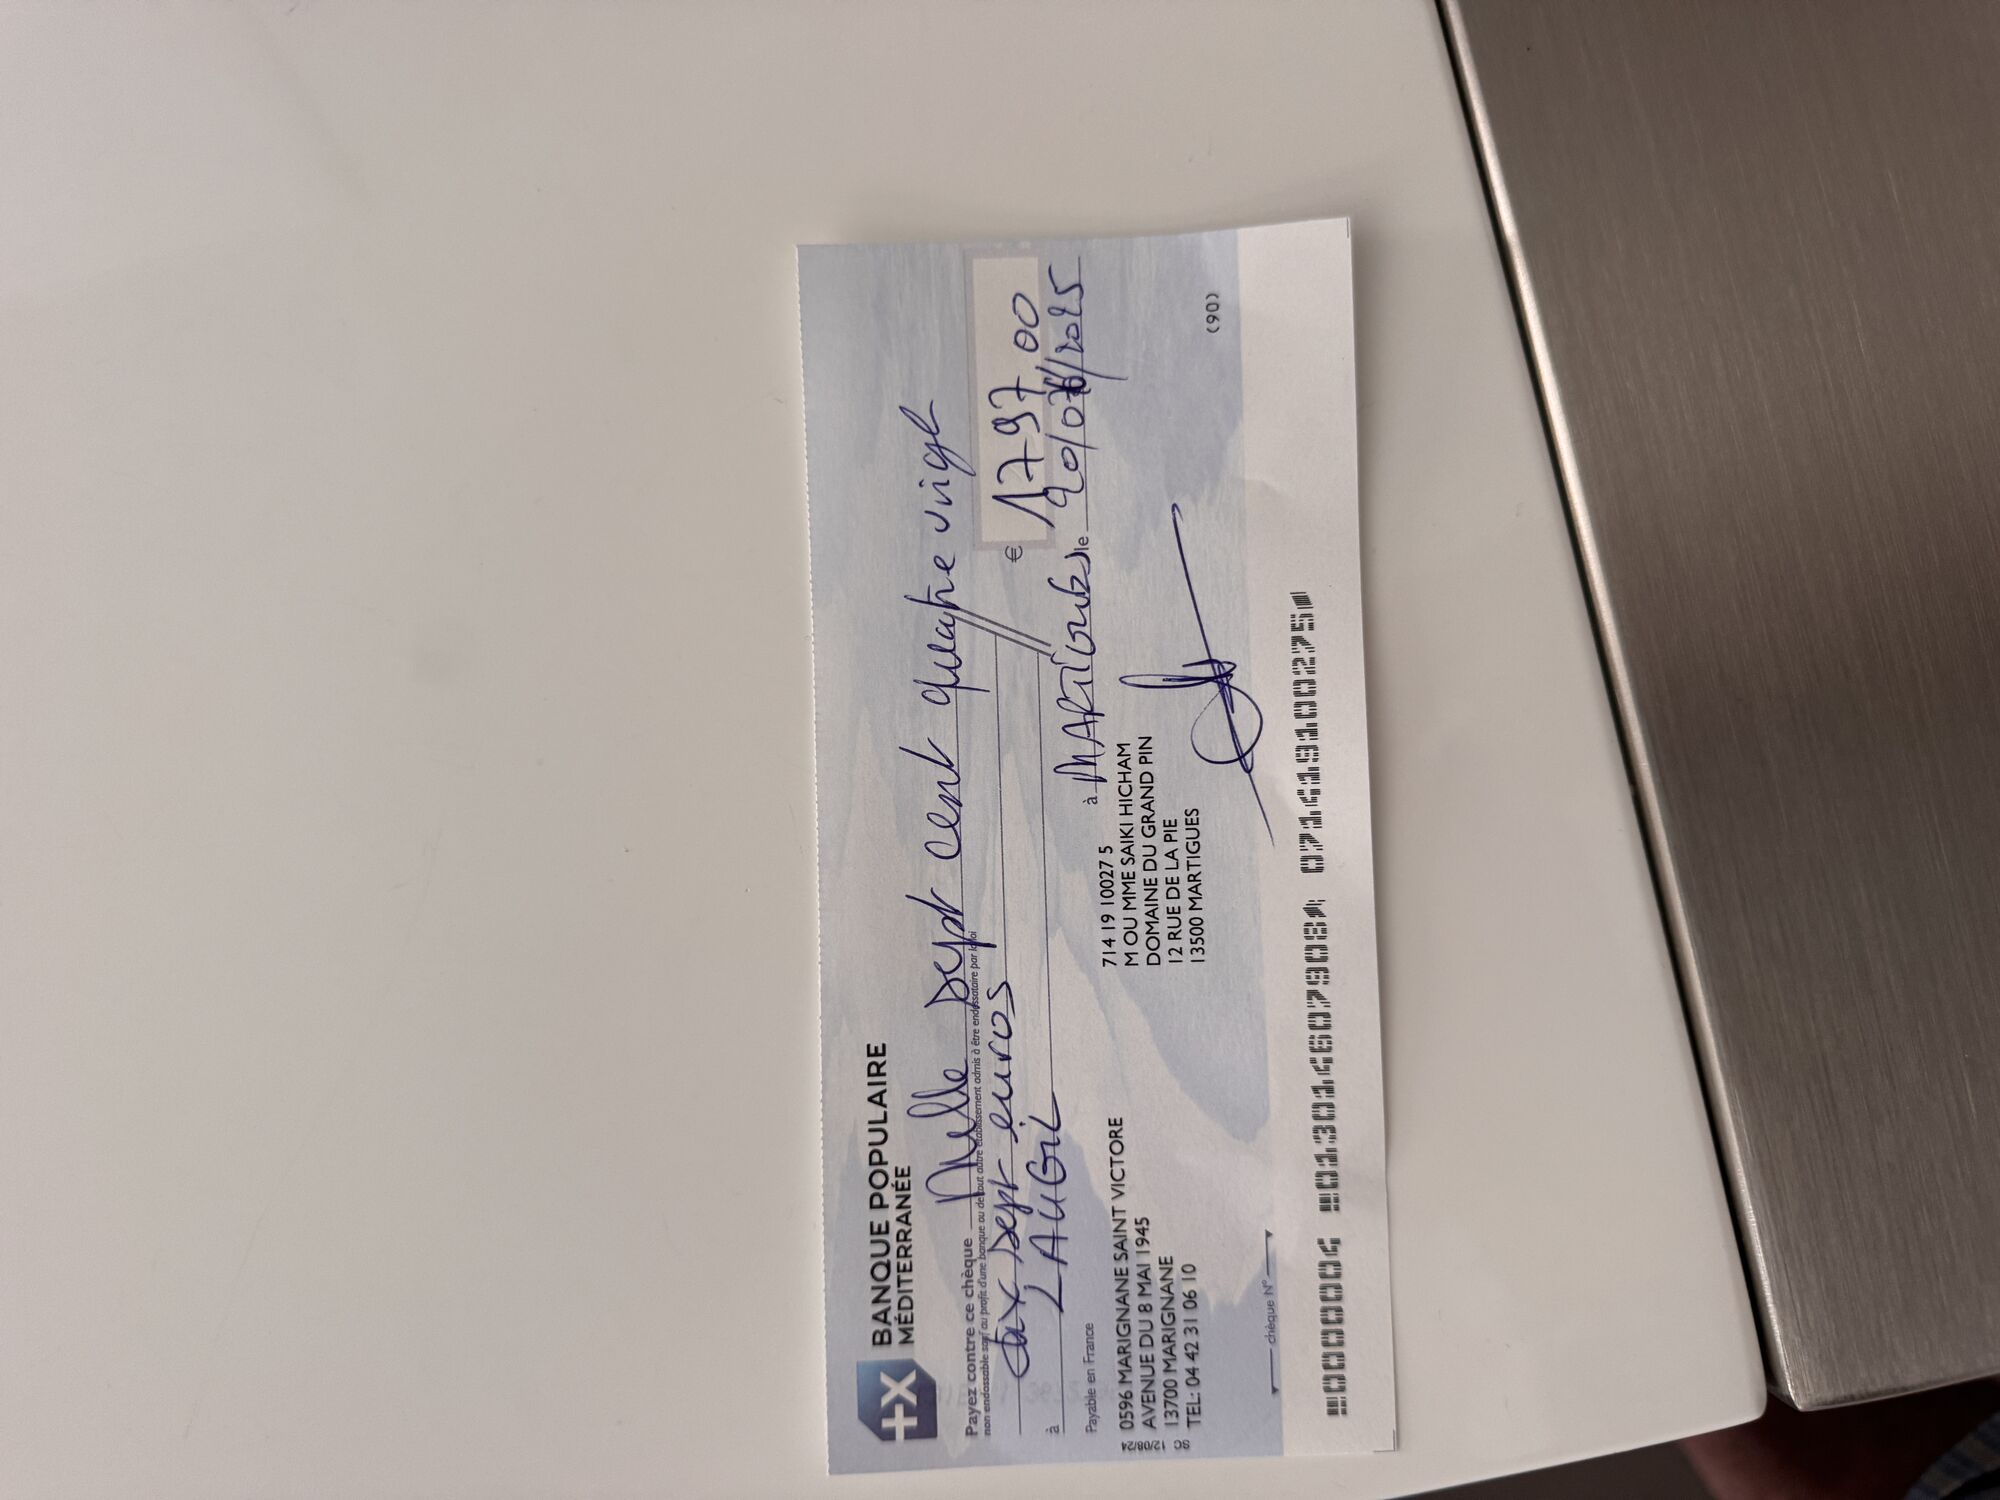 BANQUE POPULAIRE
MÉDITERRANÉE
Payez contre ce chèque Mille sept cent quatre vigt
non endossable sauf au profit d'une banque ou de tout autre établissement admis à être endossataire par la loi
dix sept euros
à LAUGIL
€ 1797,00
Payable en France
à MARTIGUES le 20/07/2025
0596 MARIGNANE SAINT VICTORE
AVENUE DU 8 MAI 1945
13700 MARIGNANE
TEL: 04 42 31 06 10
SC 12/08/24
714 19 10027 5
M OU MME SAIKI HICHAM
DOMAINE DU GRAND PIN
12 RUE DE LA PIE
13500 MARTIGUES
(90)
chèque N°